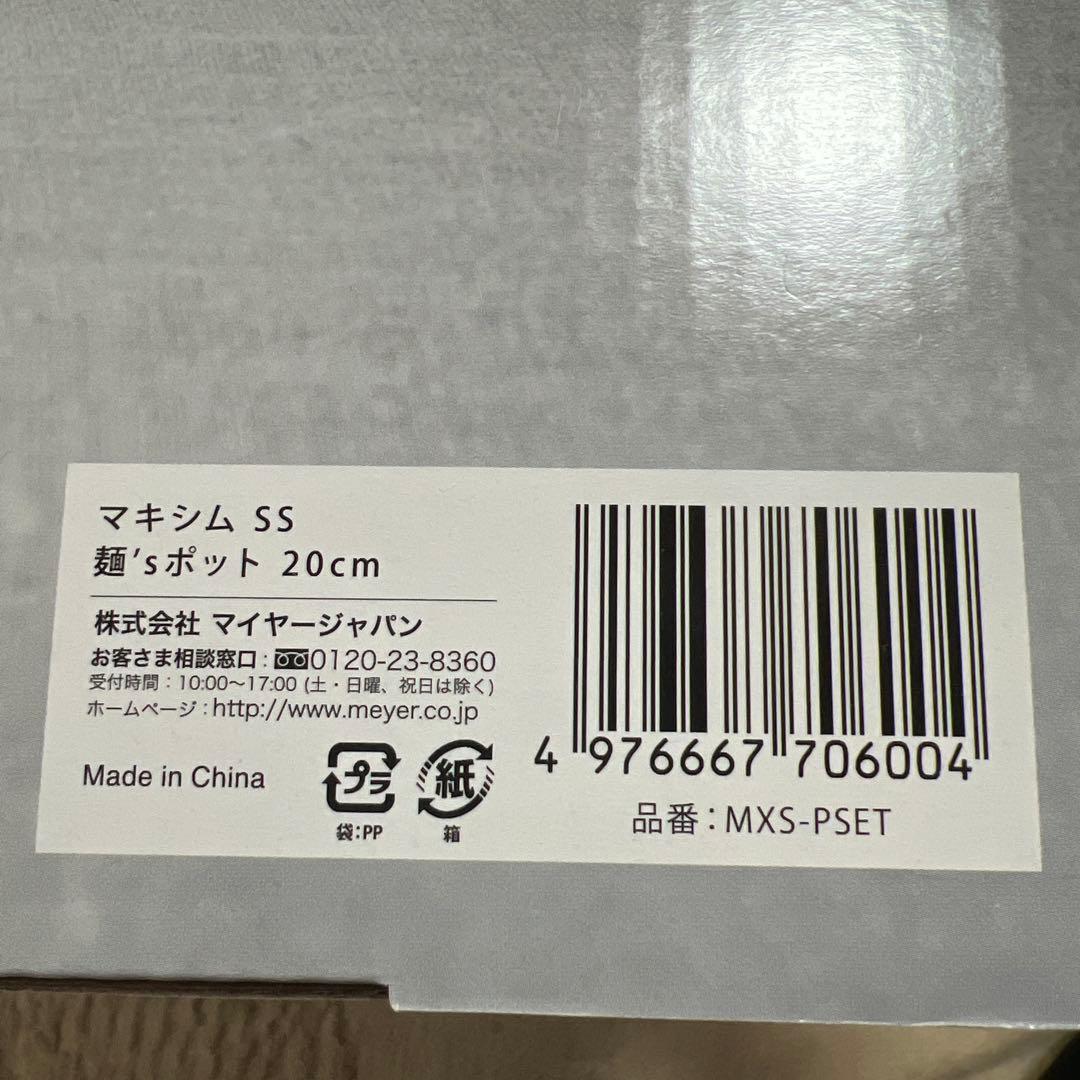 マキシム SS
麺'sポット 20cm
株式会社 マイヤージャパン
お客さま相談窓口:0120-23-8360
受付時間:10:00〜17:00 (土・日曜、祝日は除く)
ホームページ:http://www.meyer.co.jp
Made in China
プラ
袋:PP
紙
箱
4 976667 706004
品番:MXS-PSET